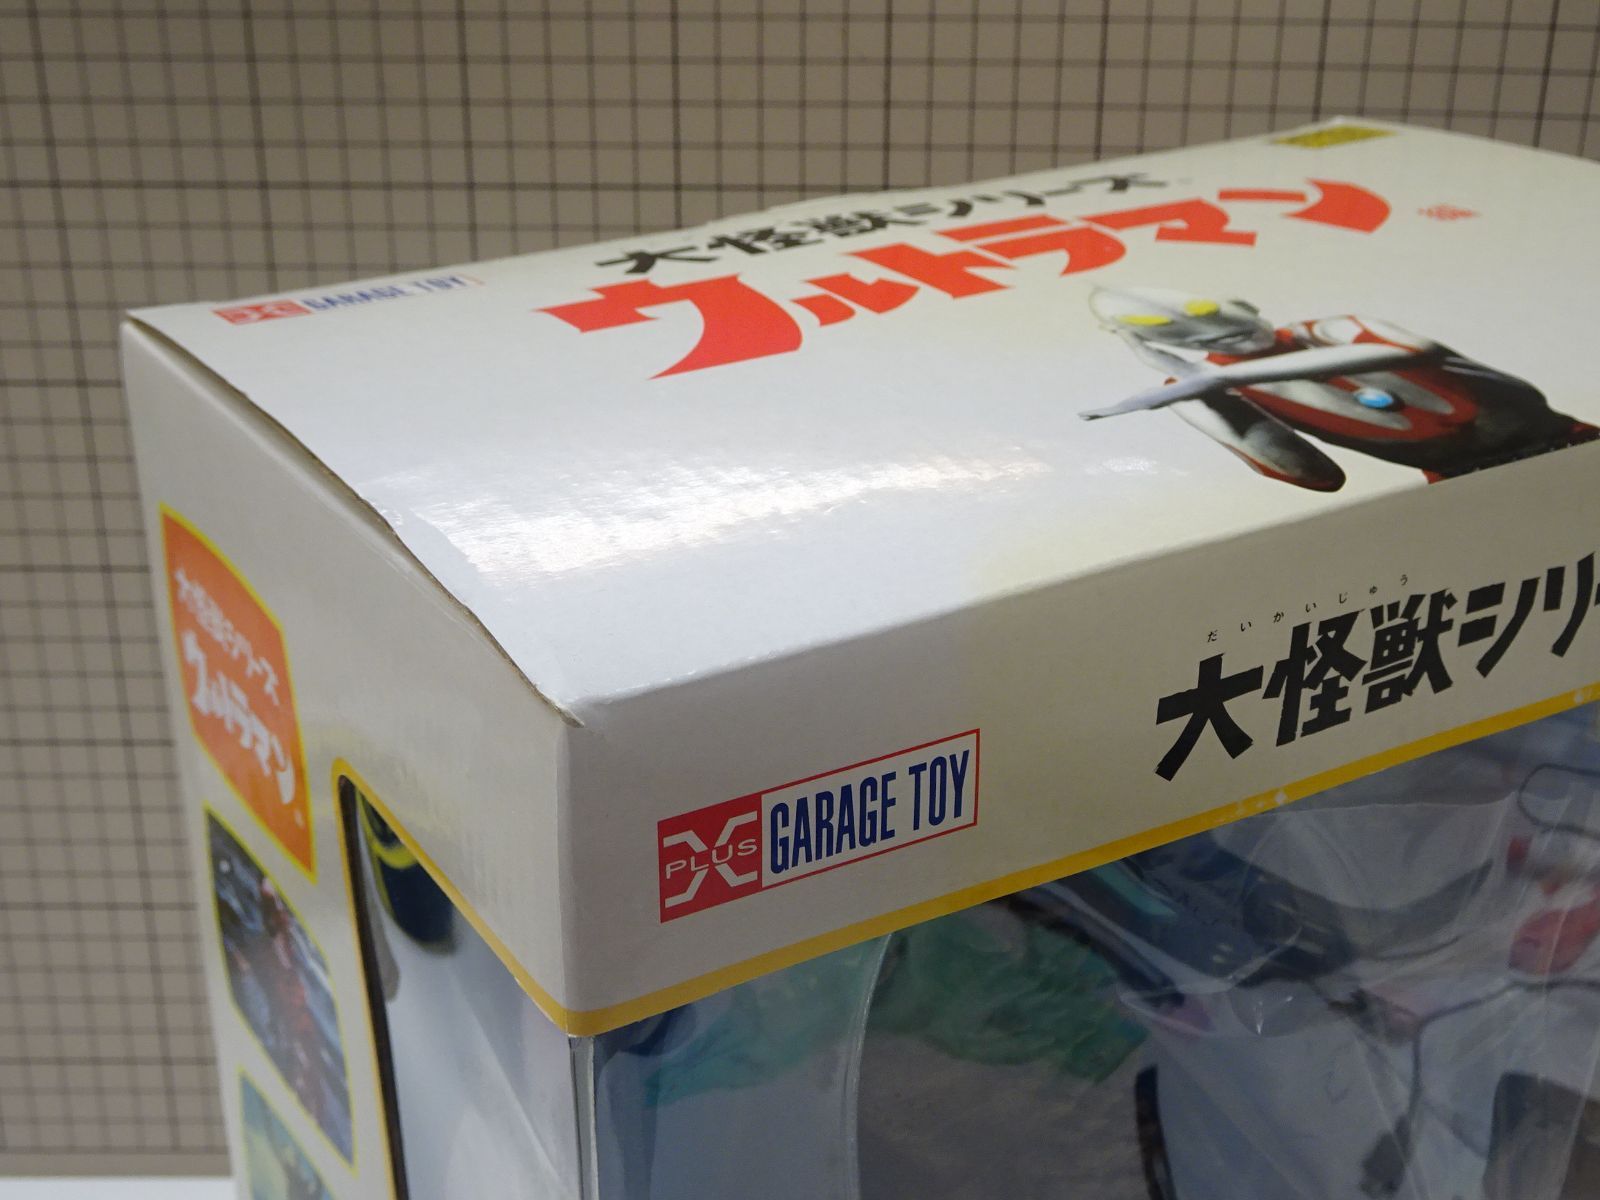 X GARAGE TOY
大怪獣シリーズ
ウルトラマン
大怪獣シリーズ
ウルトラマン
だいかいじゅう
大怪獣シリ
X PLUS GARAGE TOY